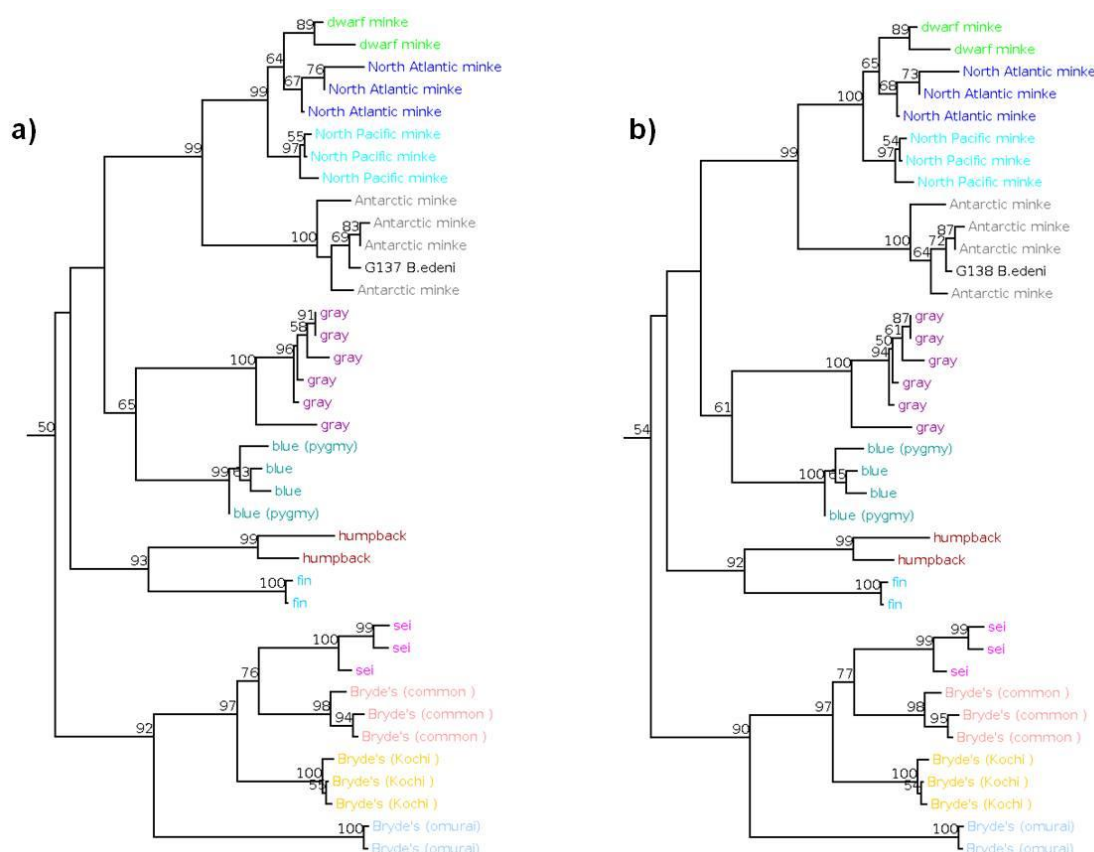 a)
89
dwarf minke
dwarf minke
64
76
North Atlantic minke
67
North Atlantic minke
North Atlantic minke
99
55
North Pacific minke
97
North Pacific minke
North Pacific minke
99
Antarctic minke
83
Antarctic minke
100
69
Antarctic minke
G137 B.edeni
Antarctic minke
91
gray
58
gray
96
gray
100
gray
gray
gray
65
blue (pygmy)
99
63
blue
blue
blue (pygmy)
50
99
humpback
humpback
93
100
fin
fin
99
sei
100
sei
sei
76
Bryde's (common )
98
Bryde's (common )
94
Bryde's (common )
97
Bryde's (Kochi )
100
Bryde's (Kochi )
55
Bryde's (Kochi )
92
Bryde's (omurai)
100
Bryde's (omurai)
b)
89
dwarf minke
dwarf minke
65
73
North Atlantic minke
68
North Atlantic minke
North Atlantic minke
100
54
North Pacific minke
97
North Pacific minke
North Pacific minke
99
Antarctic minke
87
Antarctic minke
100
72
Antarctic minke
64
G138 B.edeni
Antarctic minke
87
gray
61
gray
50
94
gray
100
gray
gray
gray
61
blue (pygmy)
100
65
blue
blue
blue (pygmy)
54
99
humpback
humpback
92
100
fin
fin
99
sei
99
sei
sei
77
Bryde's (common )
98
Bryde's (common )
95
Bryde's (common )
97
Bryde's (Kochi )
100
Bryde's (Kochi )
54
Bryde's (Kochi )
90
Bryde's (omurai)
100
Bryde's (omurai)